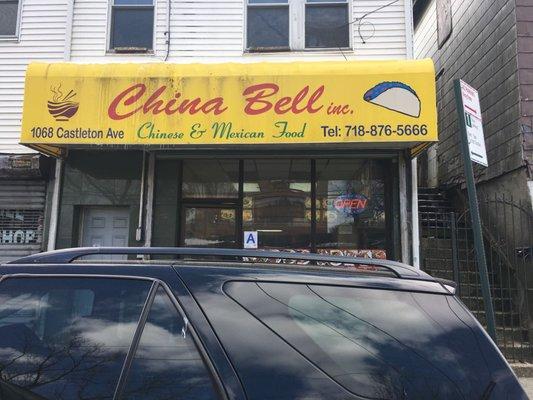 China Bell inc.
1068 Castleton Ave
Chinese & Mexican Food
Tel: 718-876-5666
OPEN
A